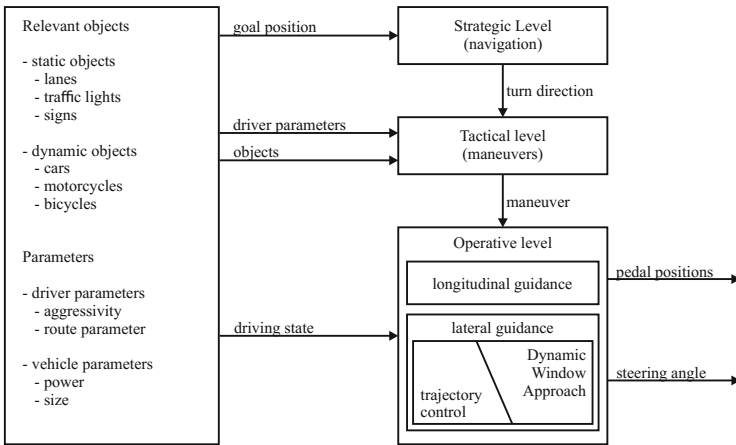 Relevant objects
- static objects
- lanes
- traffic lights
- signs
- dynamic objects
- cars
- motorcycles
- bicycles
Parameters
- driver parameters
- aggressivity
- route parameter
- vehicle parameters
- power
- size
goal position
driver parameters
objects
driving state
Strategic Level
(navigation)
turn direction
Tactical level
(maneuvers)
maneuver
Operative level
longitudinal guidance
lateral guidance
trajectory
control
Dynamic
Window
Approach
pedal positions
steering angle